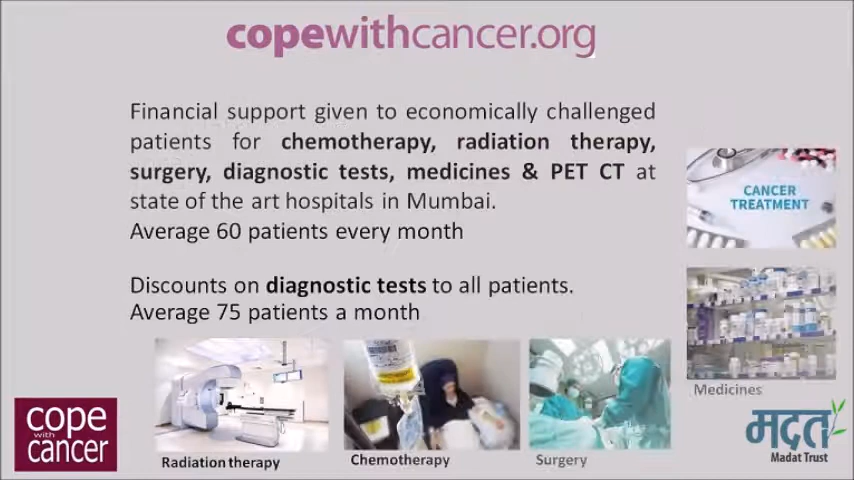 copewithcancer.org
Financial support given to economically challenged
patients for chemotherapy, radiation therapy,
surgery, diagnostic tests, medicines & PET CT at
state of the art hospitals in Mumbai.
Average 60 patients every month
Discounts on diagnostic tests to all patients.
Average 75 patients a month
CANCER
TREATMENT
Medicines
Radiation therapy
Chemotherapy
Surgery
cope
with
cancer
मदत
Madat Trust